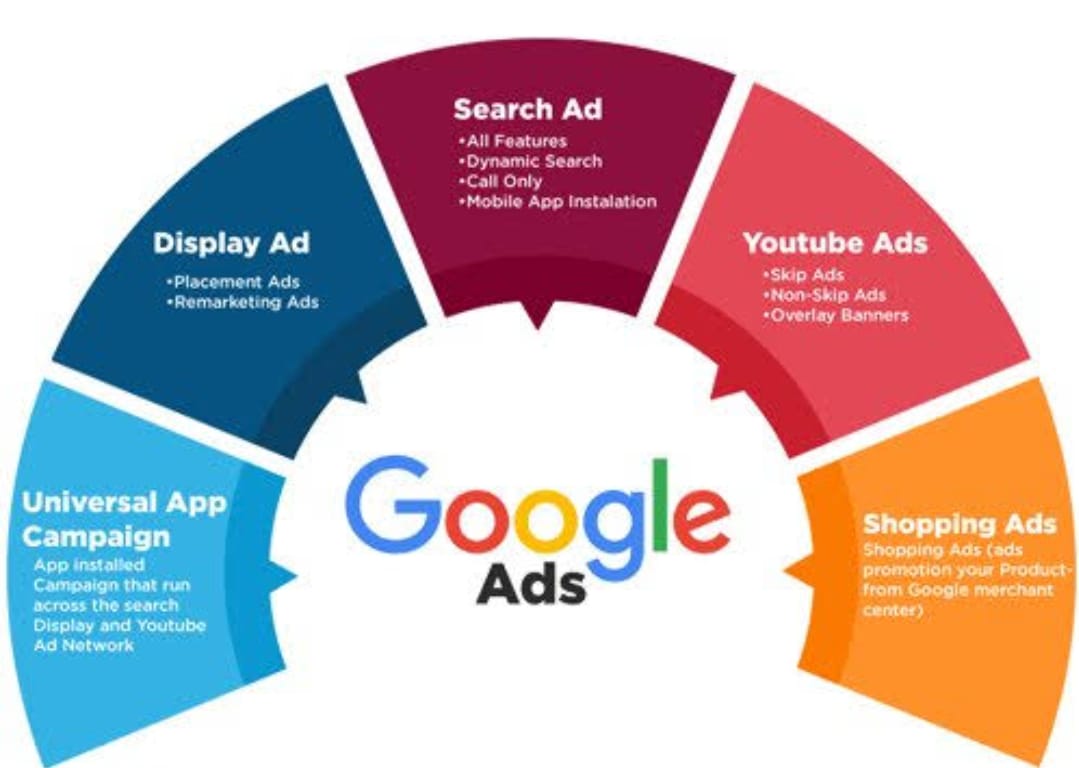 Search Ad
•All Features
•Dynamic Search
•Call Only
•Mobile App Instalation
Display Ad
•Placement Ads
•Remarketing Ads
Youtube Ads
•Skip Ads
•Non-Skip Ads
•Overlay Banners
Universal App
Campaign
App installed
Campaign that run
across the search
Display and Youtube
Ad Network
Google
Ads
Shopping Ads
Shopping Ads (ads
promotion your Product-
from Google merchant
center)